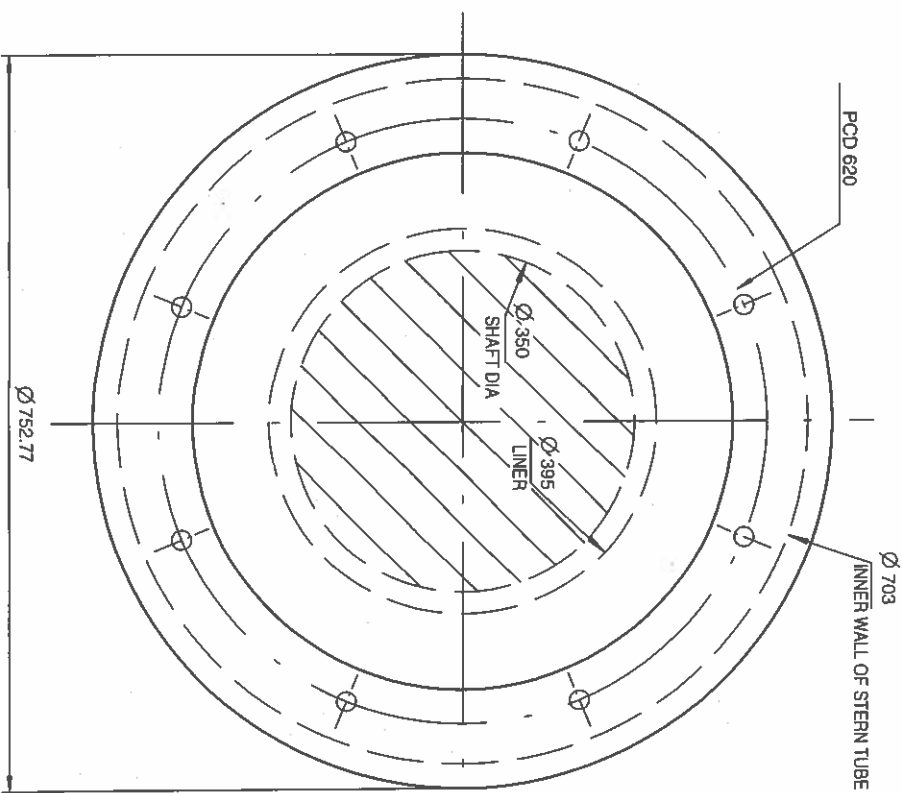 PCD 620
Ø 703
INNER WALL OF STERN TUBE
Ø 350
SHAFT DIA
Ø 395
LINER
Ø 752.77